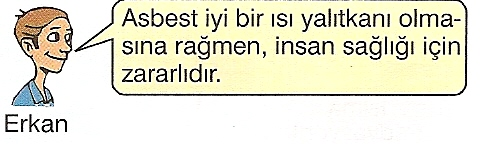 Asbest iyi bir ısı yalıtkanı olma-
sına rağmen, insan sağlığı için
zararlıdır.
Erkan